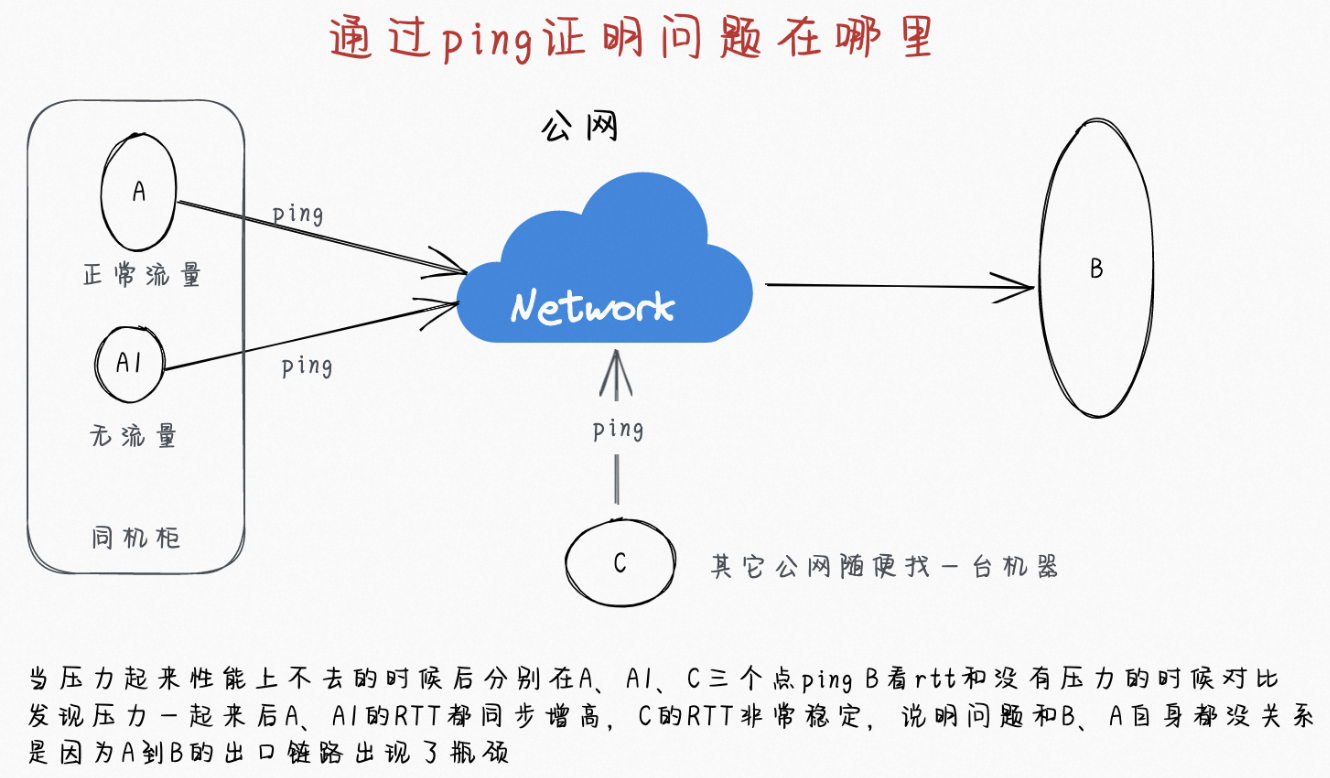 通过ping证明问题在哪里
公网
A
ping
正常流量
Network
B
A1
ping
无流量
ping
同机柜
C
其它公网随便找一台机器
当压力起来性能上不去的时候后分别在A、A1、C三个点ping B看rtt和没有压力的时候对比
发现压力一起来后A、A1的RTT都同步增高，C的RTT非常稳定，说明问题和B、A自身都没关系
是因为A到B的出口链路出现了瓶颈